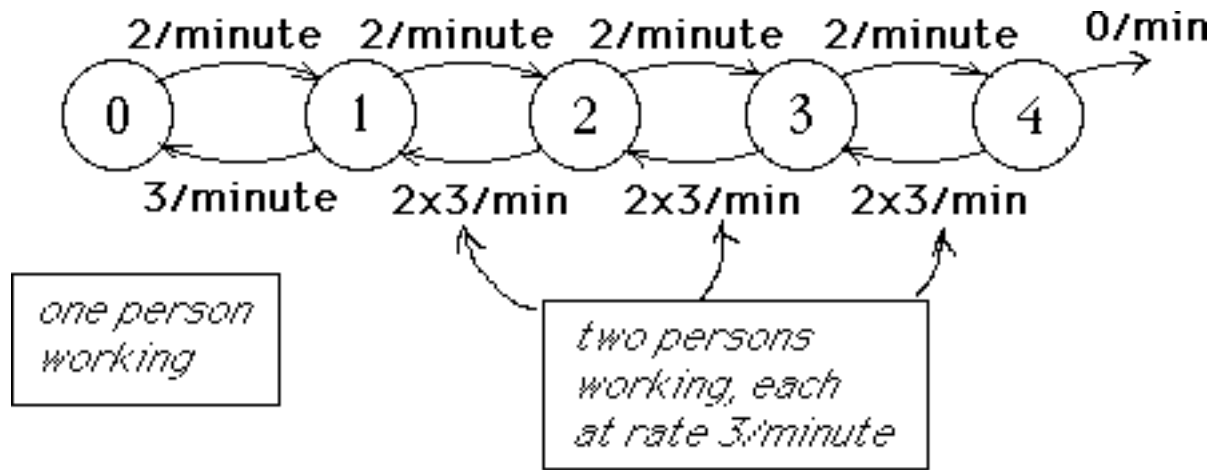 2/minute 2/minute 2/minute 2/minute 0/min
0 1 2 3 4
3/minute 2x3/min 2x3/min 2x3/min
one person
working
two persons
working, each
at rate 3/minute